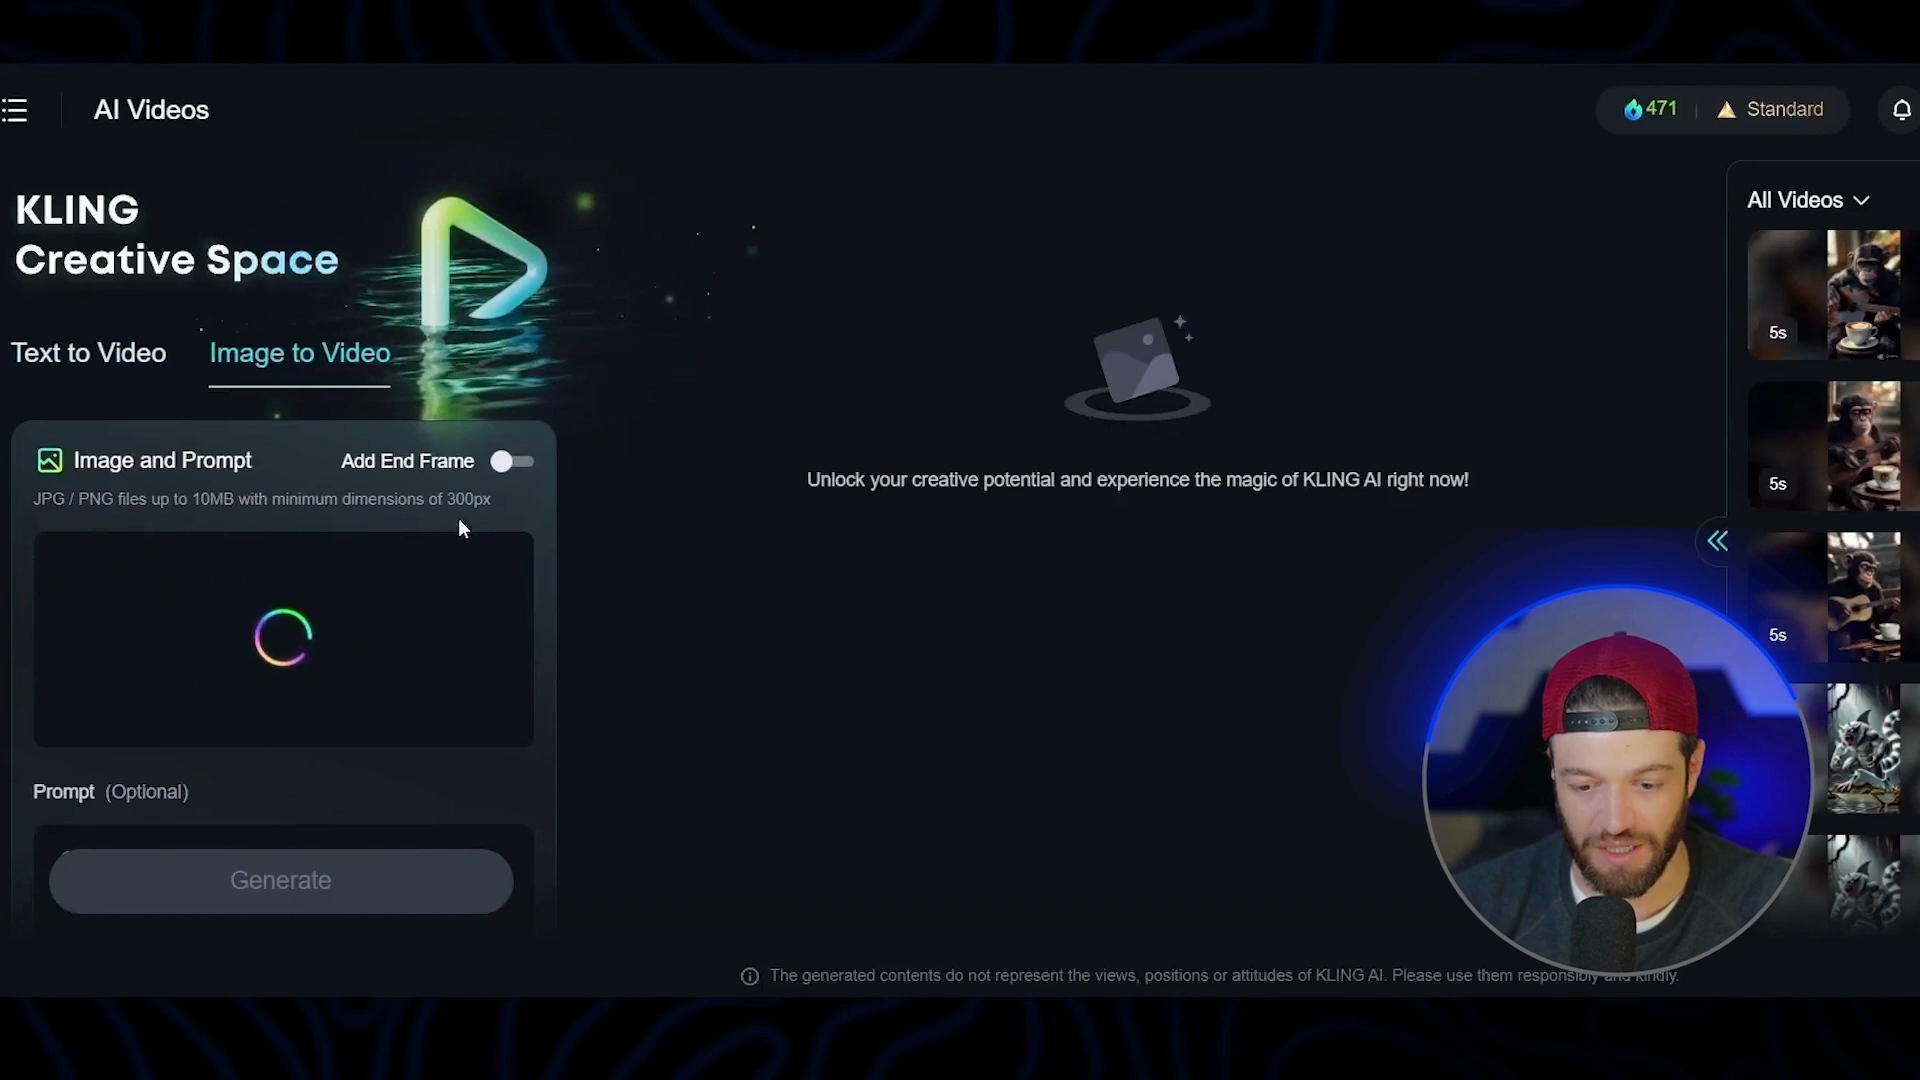 AI Videos
471
Standard
KLING
Creative Space
All Videos
Text to Video
Image to Video
5s
Image and Prompt
Add End Frame
JPG / PNG files up to 10MB with minimum dimensions of 300px
Unlock your creative potential and experience the magic of KLING AI right now!
5s
5s
Prompt (Optional)
Generate
The generated contents do not represent the views, positions or attitudes of KLING AI. Please use them responsibly and kindly.